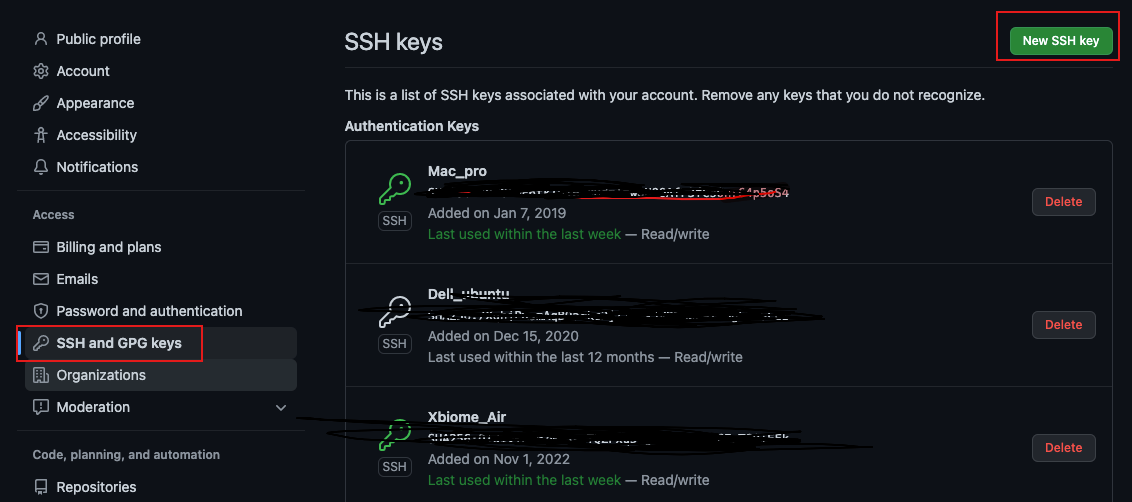 Public profile
Account
Appearance
Accessibility
Notifications
Access
Billing and plans
Emails
Password and authentication
SSH and GPG keys
Organizations
Moderation
Code, planning, and automation
Repositories
SSH keys
New SSH key
This is a list of SSH keys associated with your account. Remove any keys that you do not recognize.
Authentication Keys
Mac_pro
SSH
Added on Jan 7, 2019
Last used within the last week — Read/write
Delete
Dell_ubuntu
SSH
Added on Dec 15, 2020
Last used within the last 12 months — Read/write
Delete
Xbiome_Air
SSH
Added on Nov 1, 2022
Last used within the last week — Read/write
Delete